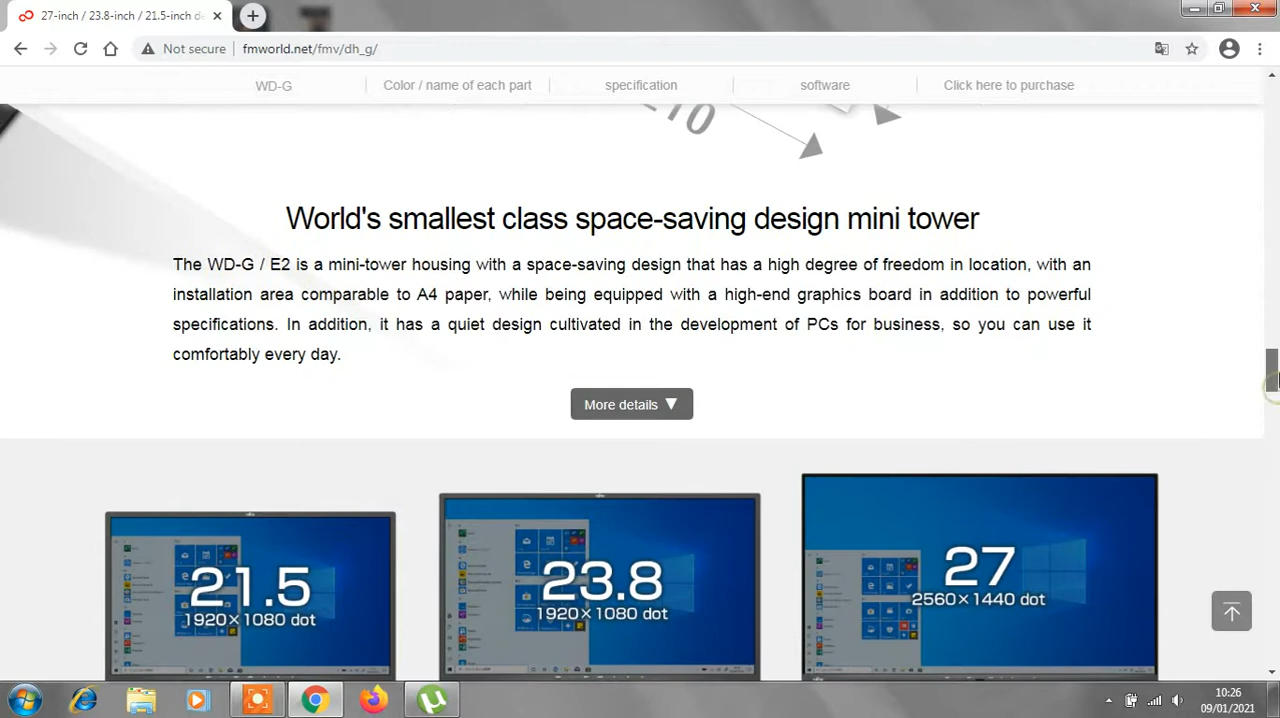 27-inch / 23.8-inch / 21.5-inch de
Not secure fmworld.net/fmv/dh_g/
WD-G Color / name of each part specification software Click here to purchase
-10
World's smallest class space-saving design mini tower
The WD-G / E2 is a mini-tower housing with a space-saving design that has a high degree of freedom in location, with an
installation area comparable to A4 paper, while being equipped with a high-end graphics board in addition to powerful
specifications. In addition, it has a quiet design cultivated in the development of PCs for business, so you can use it
comfortably every day.
More details ▼
21.5
1920×1080 dot
23.8
1920×1080 dot
27
2560×1440 dot
10:26
09/01/2021